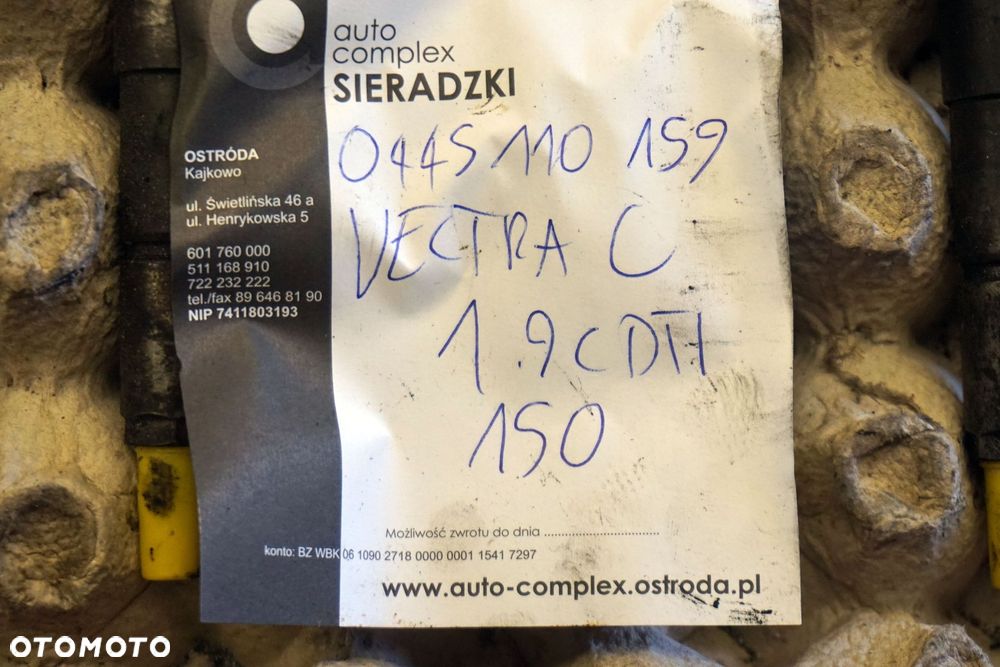 auto
complex
SIERADZKI
0445 110 159
VECTRA C
1.9 CDTI
150
OSTRÓDA
Kajkowo
ul. Świetlińska 46 a
ul. Henrykowska 5
601 760 000
511 168 910
722 232 222
tel./fax 89 646 81 90
NIP 7411803193
Możliwość zwrotu do dnia ..............................
konto: BZ WBK 06 1090 2718 0000 0001 1541 7297
www.auto-complex.ostroda.pl
OTOMOTO